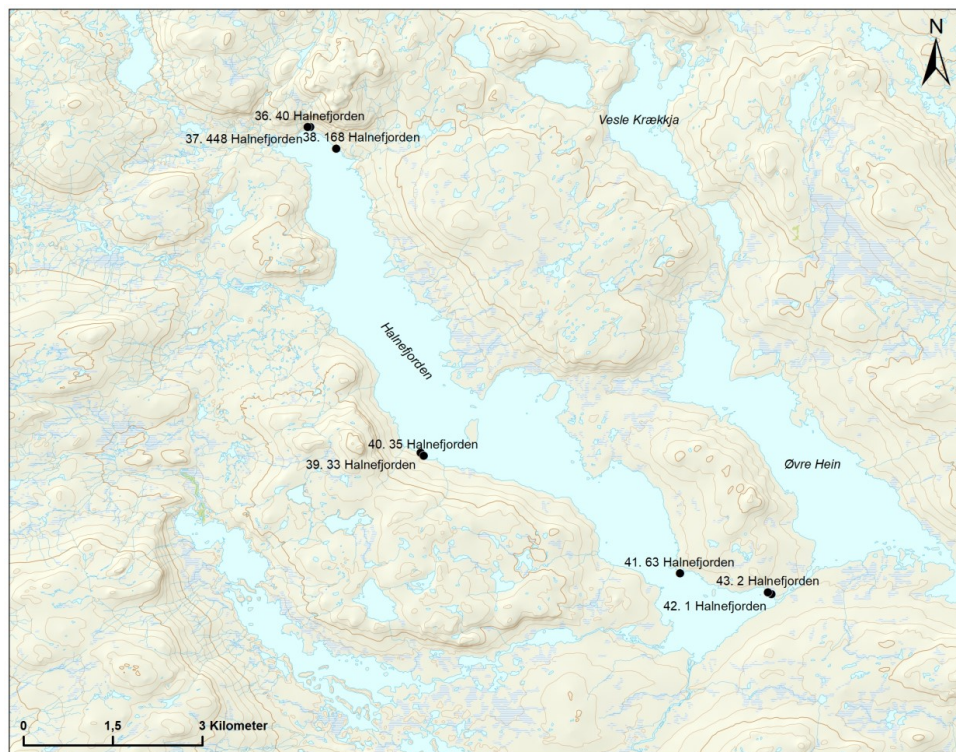 N
36. 40 Halnefjorden
37. 448 Halnefjorden
38. 168 Halnefjorden
Vesle Krækkja
Halnefjorden
40. 35 Halnefjorden
39. 33 Halnefjorden
Øvre Hein
41. 63 Halnefjorden
43. 2 Halnefjorden
42. 1 Halnefjorden
0 1,5 3 Kilometer